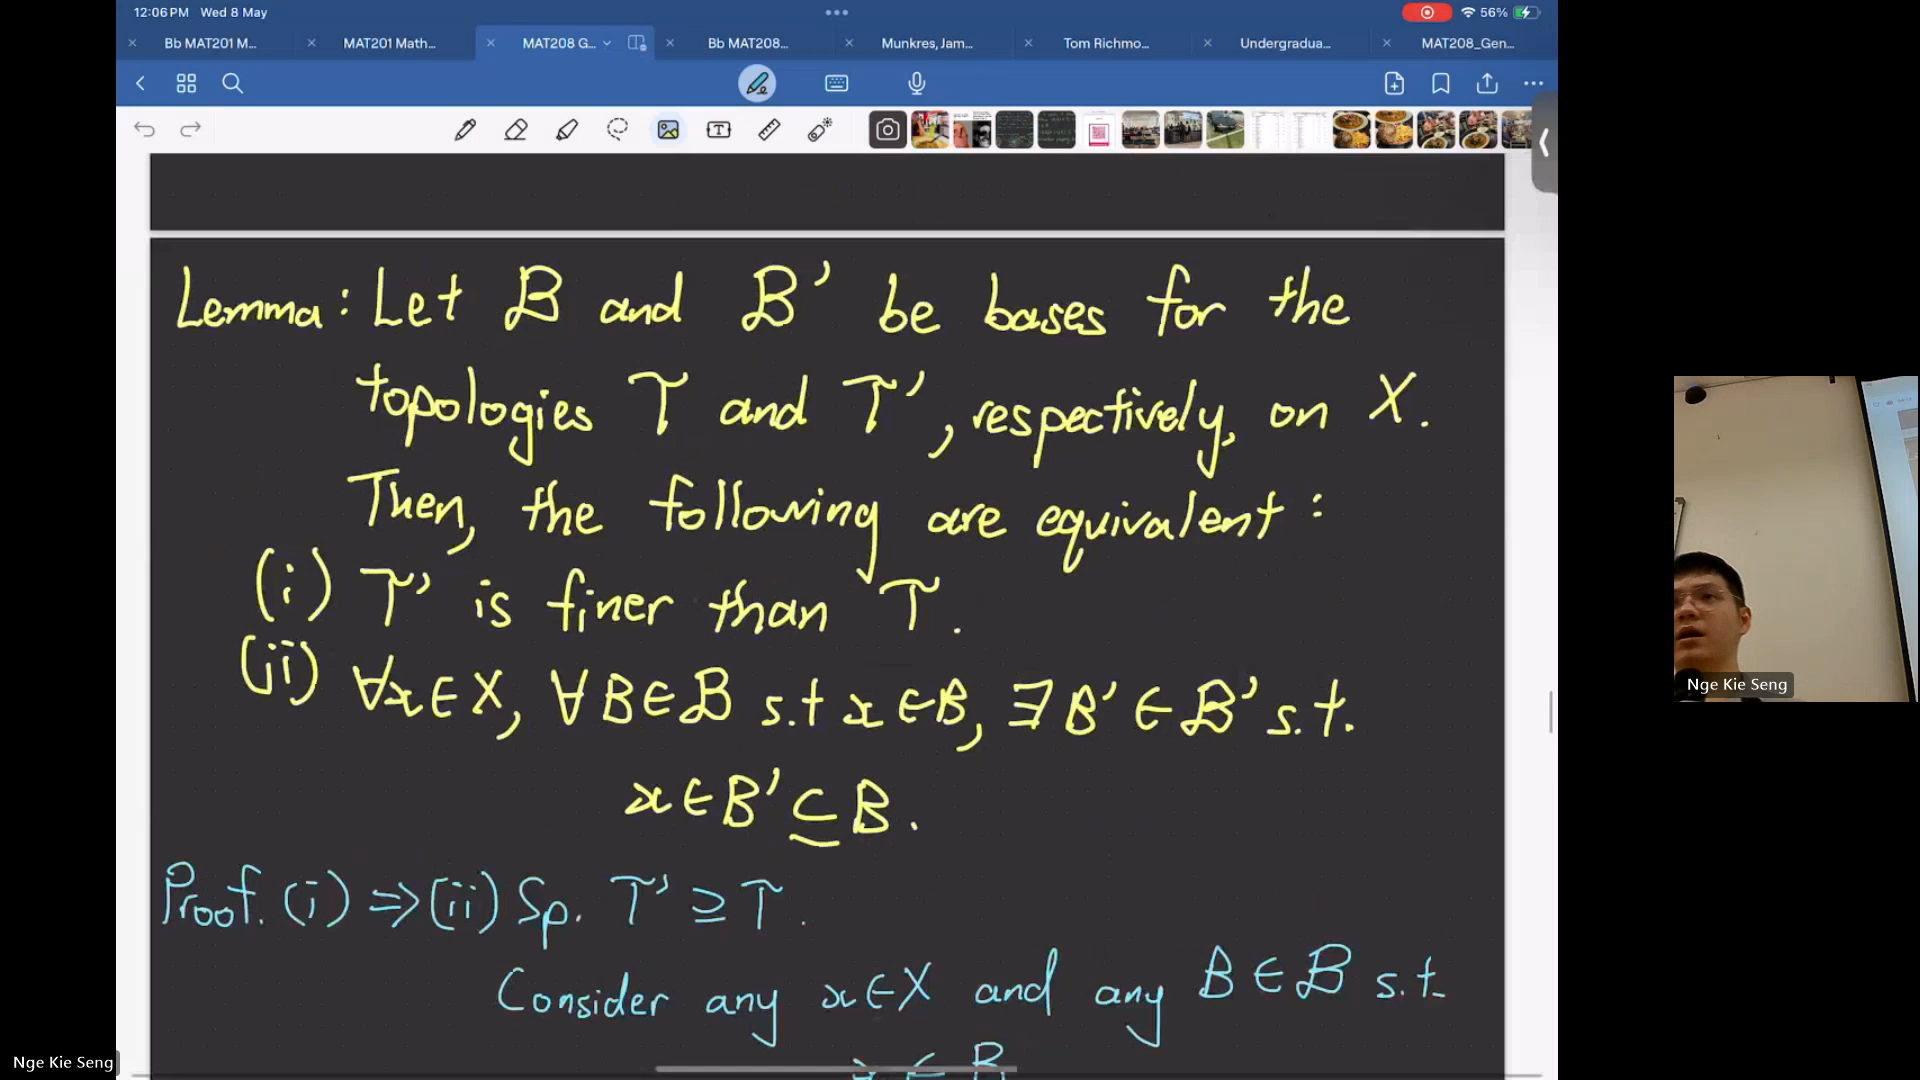 12:06 PM Wed 8 May
56%
Bb MAT201 M...
MAT201 Math...
MAT208 G...
Bb MAT208...
Munkres, Jam...
Tom Richmo...
Undergradua...
MAT208_Gen...
Lemma: Let B and B' be bases for the
topologies T and T', respectively, on X.
Then, the following are equivalent:
(i) T' is finer than T.
(ii) ∀x∈X, ∀B∈B s.t x∈B, ∃B'∈B' s.t.
x∈B'⊆B.
Proof. (i) ⇒ (ii) Sp. T' ⊇ T.
Consider any x∈X and any B∈B s.t.
x ∈ B
Nge Kie Seng
Nge Kie Seng